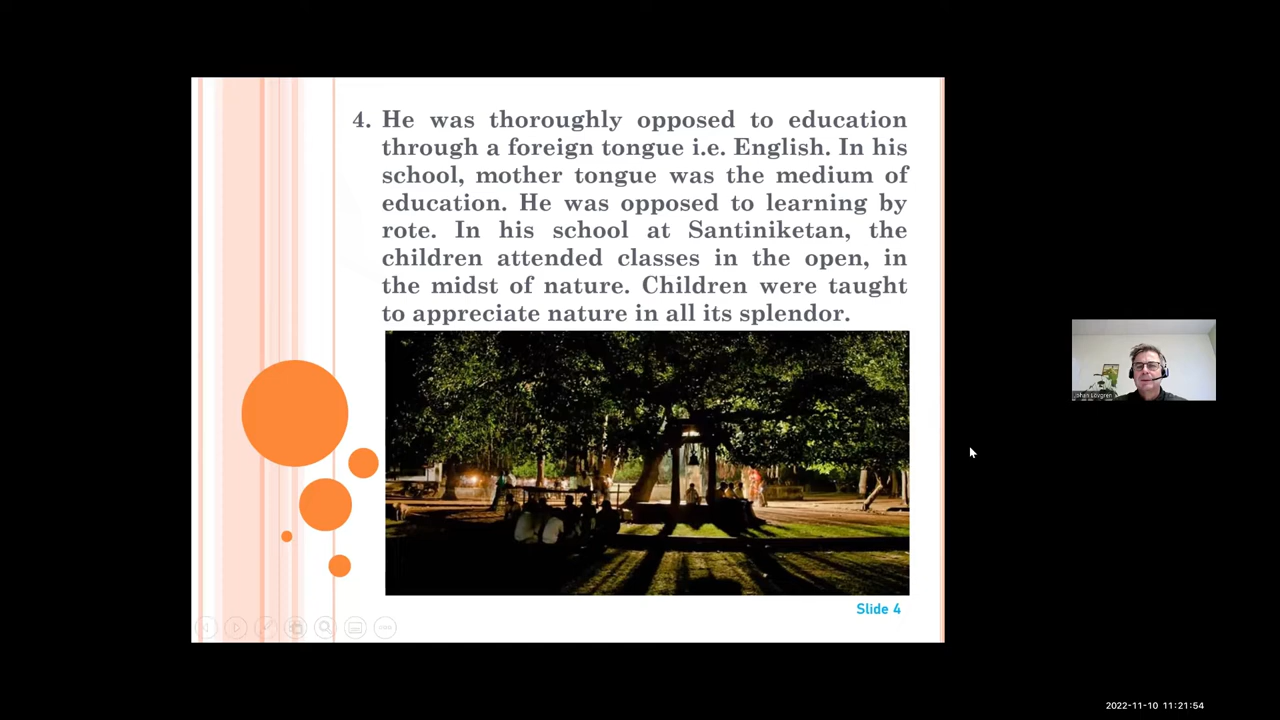 4. He was thoroughly opposed to education
through a foreign tongue i.e. English. In his
school, mother tongue was the medium of
education. He was opposed to learning by
rote. In his school at Santiniketan, the
children attended classes in the open, in
the midst of nature. Children were taught
to appreciate nature in all its splendor.
Slide 4
Lövgren
2022-11-10 11:21:54